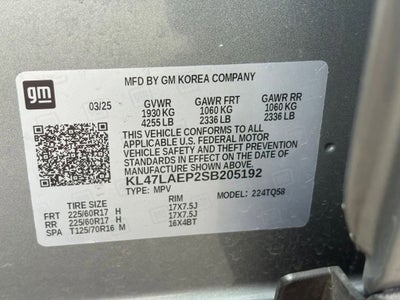 gm
MFD BY GM KOREA COMPANY
03/25 GVWR GAWR FRT GAWR RR
1930 KG 1060 KG 1060 KG
4255 LB 2336 LB 2336 LB
THIS VEHICLE CONFORMS TO ALL
APPLICABLE U.S. FEDERAL MOTOR
VEHICLE SAFETY AND THEFT PREVENTION
STANDARDS IN EFFECT ON THE DATE OF
MANUFACTURE SHOWN ABOVE.
KL47LAEP2SB205192
TYPE: MPV MODEL: 224TQ58
TIRE SIZE RIM
FRT 225/60R17 H 17X7.5J
RR 225/60R17 H 17X7.5J
SPA T125/70R16 M 16X4BT